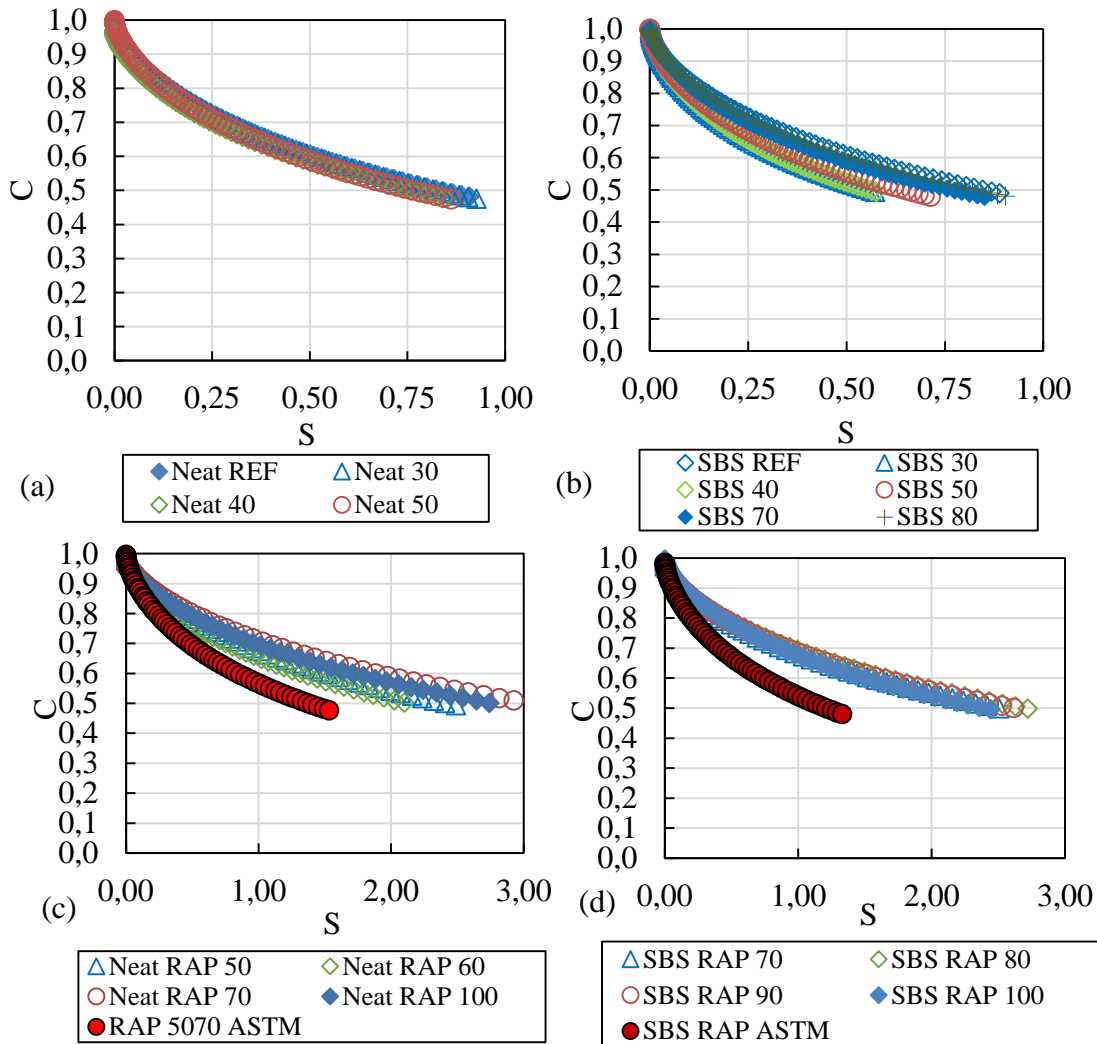 1,0
0,9
0,8
0,7
0,6
0,5
0,4
0,3
0,2
0,1
0,0
C
0,00 0,25 0,50 0,75 1,00
S
(a)
Neat REF Neat 30
Neat 40 Neat 50
1,0
0,9
0,8
0,7
0,6
0,5
0,4
0,3
0,2
0,1
0,0
C
0,00 0,25 0,50 0,75 1,00
S
(b)
SBS REF SBS 30
SBS 40 SBS 50
SBS 70 SBS 80
1,0
0,9
0,8
0,7
0,6
0,5
0,4
0,3
0,2
0,1
0,0
C
0,00 1,00 2,00 3,00
S
(c)
Neat RAP 50 Neat RAP 60
Neat RAP 70 Neat RAP 100
RAP 5070 ASTM
1,0
0,9
0,8
0,7
0,6
0,5
0,4
0,3
0,2
0,1
0,0
C
0,00 1,00 2,00 3,00
S
(d)
SBS RAP 70 SBS RAP 80
SBS RAP 90 SBS RAP 100
SBS RAP ASTM